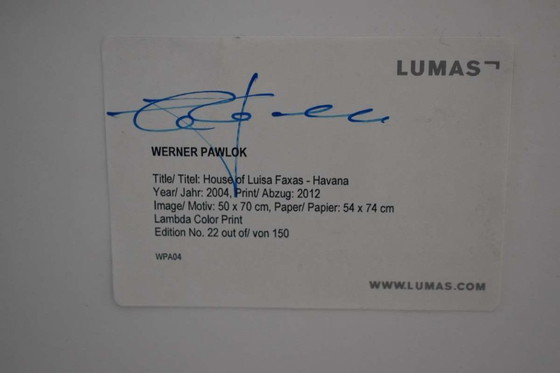 LUMAS
WERNER PAWLOK
Title/ Titel: House of Luisa Faxas - Havana
Year/ Jahr: 2004, Print/ Abzug: 2012
Image/ Motiv: 50 x 70 cm, Paper/ Papier: 54 x 74 cm
Lambda Color Print
Edition No. 22 out of/ von 150
WPA04
WWW.LUMAS.COM